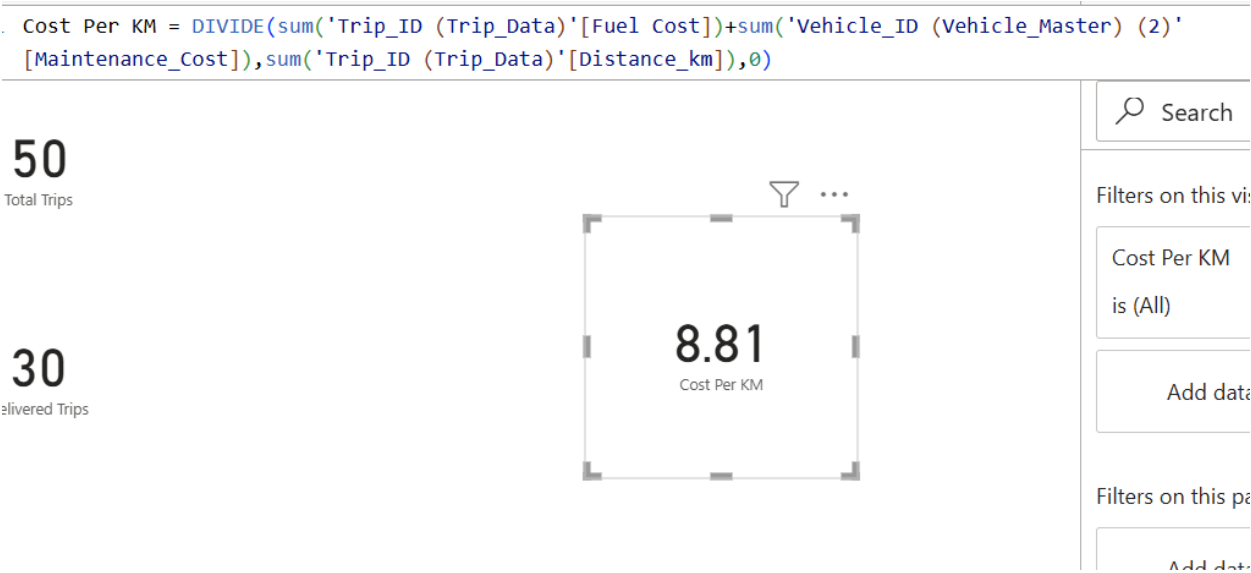 Cost Per KM = DIVIDE(sum('Trip_ID (Trip_Data)'[Fuel Cost])+sum('Vehicle_ID (Vehicle_Master) (2)'
[Maintenance_Cost]),sum('Trip_ID (Trip_Data)'[Distance_km]),0)
Search
50
Total Trips
Filters on this vis
Cost Per KM
is (All)
8.81
Cost Per KM
30
elivered Trips
Add data
Filters on this pa
Add data